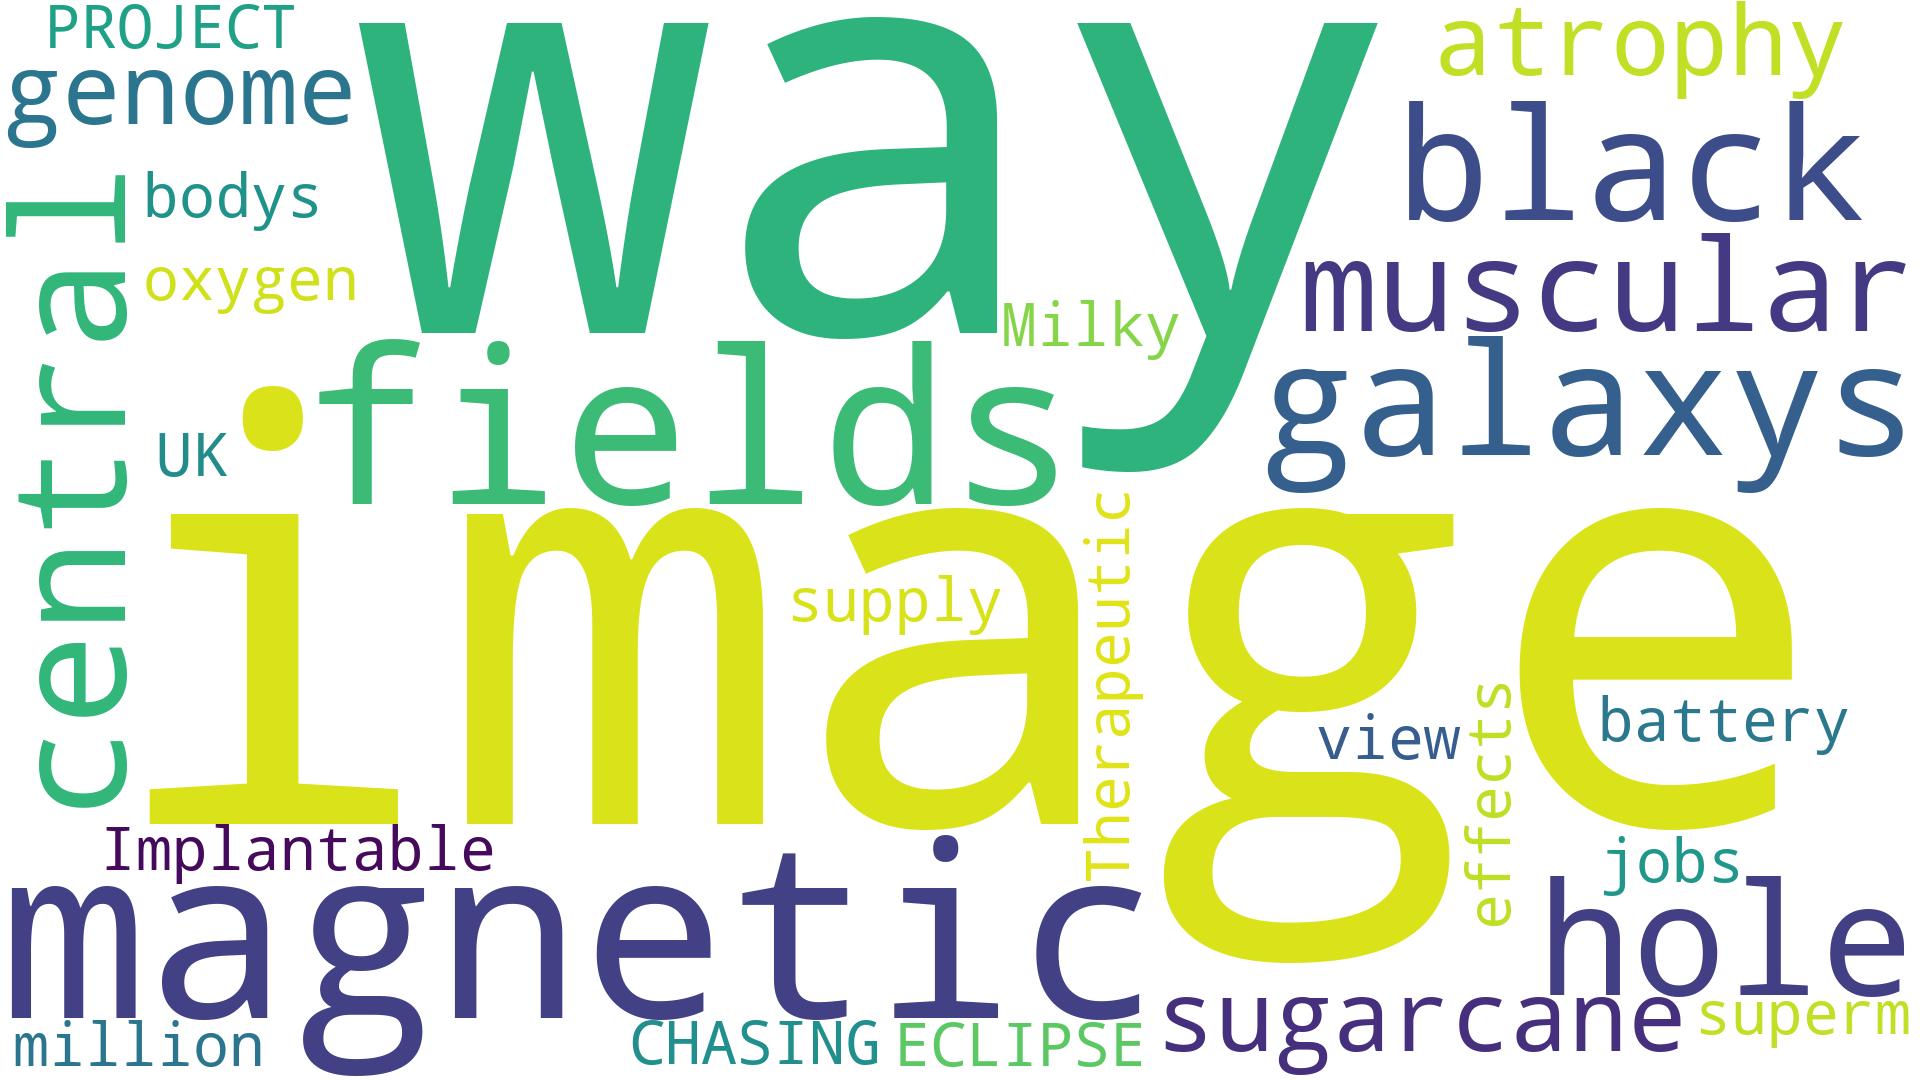 PROJECT
way
atrophy
genome
black
bodys
central
muscular
oxygen
Milky
fields
galaxys
UK
image
Therapeutic
supply
effects
view
battery
Implantable
jobs
magnetic
hole
sugarcane
superm
million
CHASING
ECLIPSE